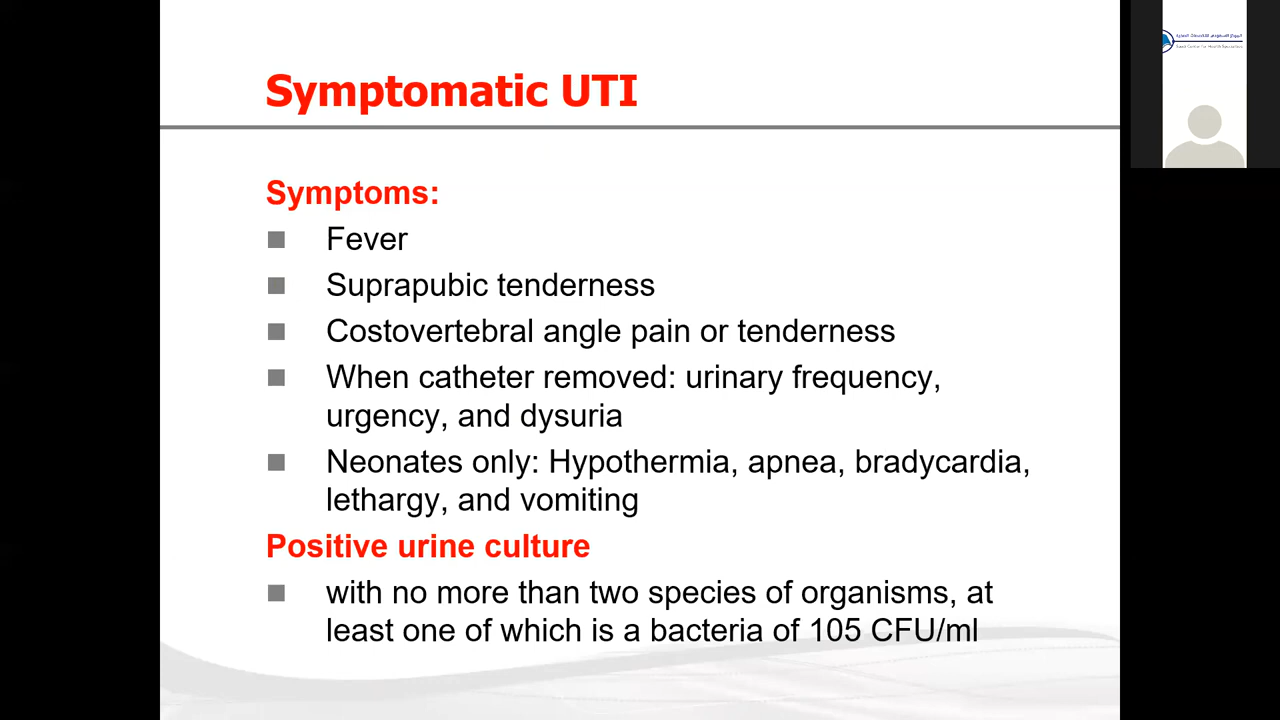 Symptomatic UTI
Symptoms:
Fever
Suprapubic tenderness
Costovertebral angle pain or tenderness
When catheter removed: urinary frequency,
urgency, and dysuria
Neonates only: Hypothermia, apnea, bradycardia,
lethargy, and vomiting
Positive urine culture
with no more than two species of organisms, at
least one of which is a bacteria of 105 CFU/ml